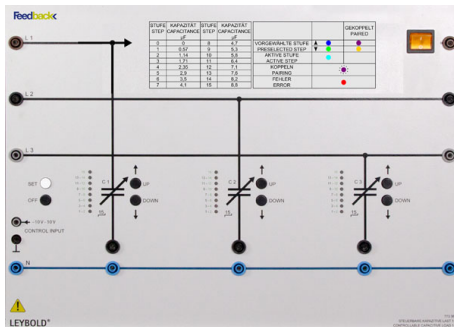 Feedback
L 1
STUFE STEP KAPAZITÄT CAPACITANCE µF STUFE STEP KAPAZITÄT CAPACITANCE µF
0 0 8 4,7
1 0,57 9 5,3
2 1,14 10 5,8
3 1,71 11 6,4
4 2,30 12 7,1
5 2,9 13 7,6
6 3,5 14 8,2
7 4,1 15 8,8
GEKOPPELT
PAIRED
VORGEWÄHLTE STUFE
PRESELECTED STEP
AKTIVE STUFE
ACTIVE STEP
KOPPELN
PAIRING
FEHLER
ERROR
L 2
L 3
SET
OFF
C 1
UP
DOWN
15
C 2
UP
DOWN
15
C 3
UP
DOWN
15
CONTROL INPUT
N
LEYBOLD®